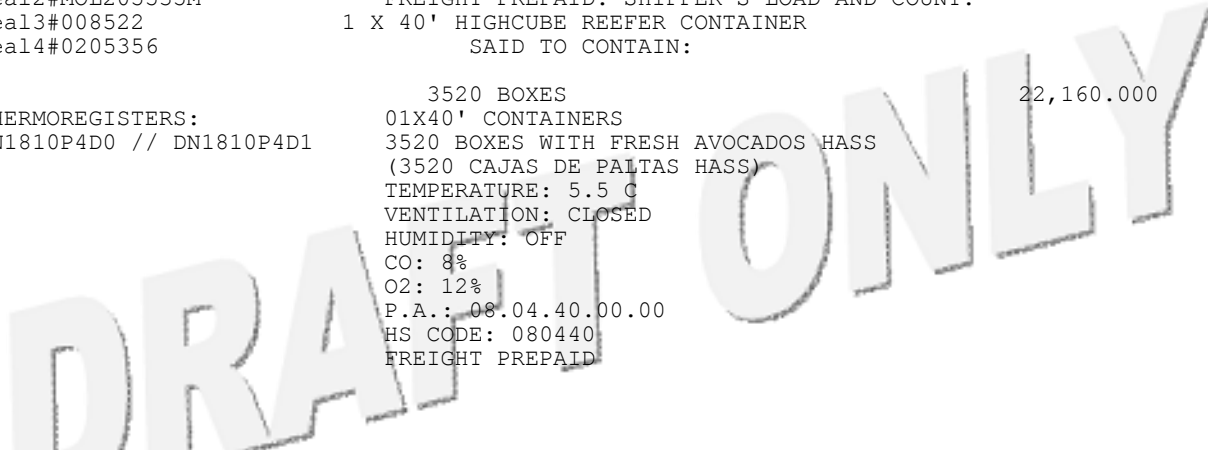 eal2#MOL205535M FREIGHT PREPAID. SHIPPER'S LOAD AND COUNT.
eal3#008522 1 X 40' HIGHCUBE REEFER CONTAINER
eal4#0205356 SAID TO CONTAIN:
3520 BOXES 22,160.000
HERMOREGISTERS: 01X40' CONTAINERS
N1810P4D0 // DN1810P4D1 3520 BOXES WITH FRESH AVOCADOS HASS
(3520 CAJAS DE PALTAS HASS)
TEMPERATURE: 5.5 C
VENTILATION: CLOSED
HUMIDITY: OFF
CO: 8%
O2: 12%
P.A.: 08.04.40.00.00
HS CODE: 080440
FREIGHT PREPAID
DRAFT ONLY